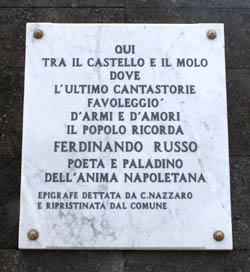 QUI
TRA IL CASTELLO E IL MOLO
DOVE
L'ULTIMO CANTASTORIE
FAVOLEGGIO'
D'ARMI E D'AMORI
IL POPOLO RICORDA
FERDINANDO RUSSO
POETA E PALADINO
DELL'ANIMA NAPOLETANA
EPIGRAFE DETTATA DA C. NAZZARO
E RIPRISTINATA DAL COMUNE